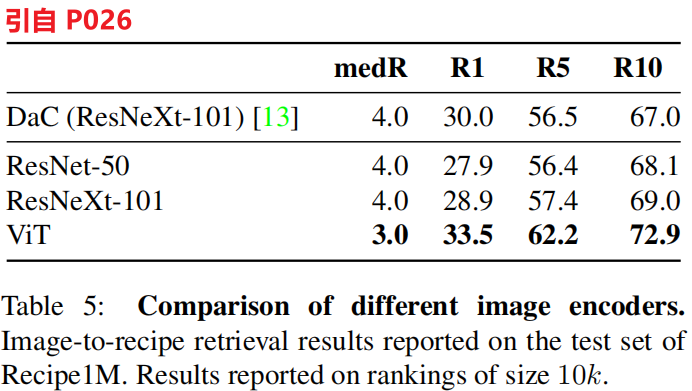 引自 P026
medR R1 R5 R10
DaC (ResNeXt-101) [13] 4.0 30.0 56.5 67.0
ResNet-50 4.0 27.9 56.4 68.1
ResNeXt-101 4.0 28.9 57.4 69.0
ViT 3.0 33.5 62.2 72.9
Table 5: Comparison of different image encoders.
Image-to-recipe retrieval results reported on the test set of
Recipe1M. Results reported on rankings of size 10k.